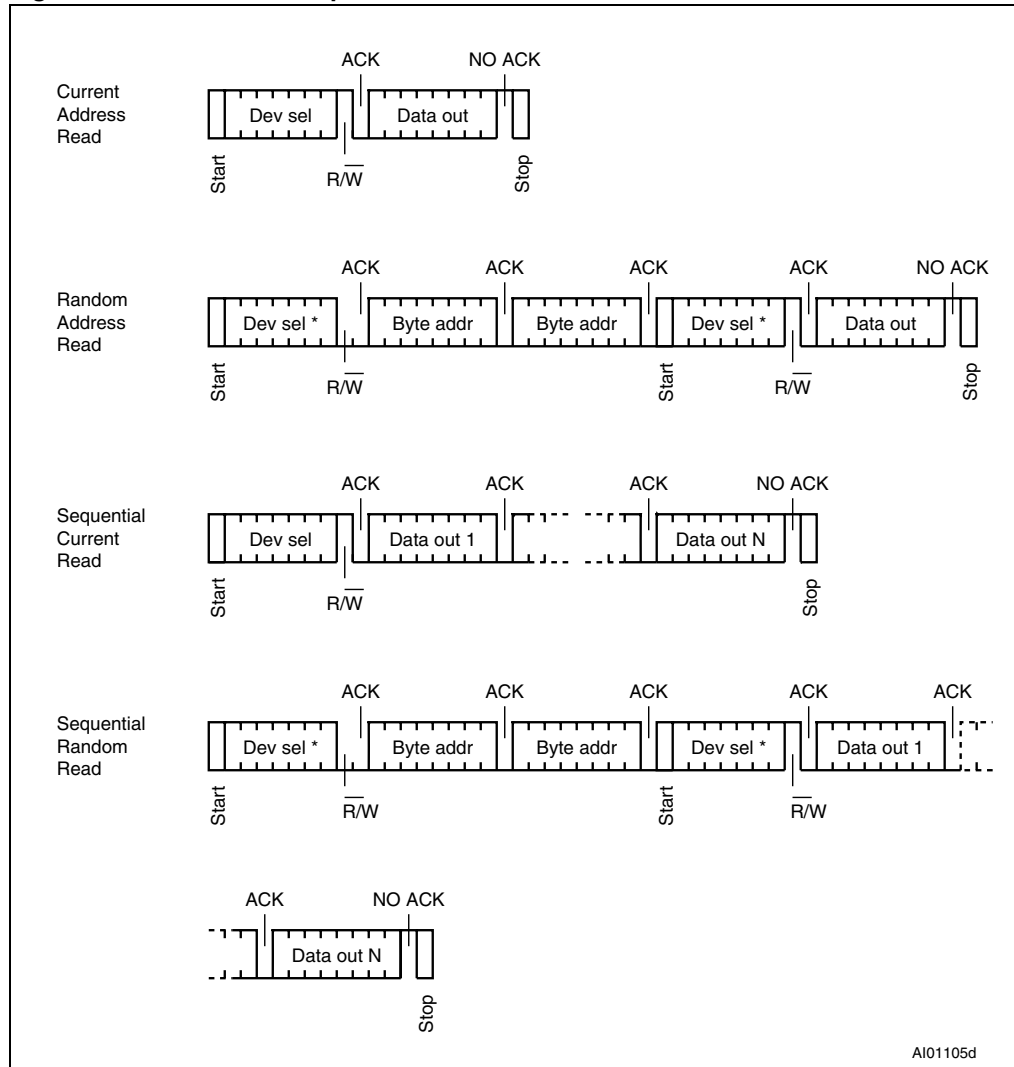 ACK NO ACK
Current
Address
Read
Dev sel Data out
Start R/W̅ Stop
ACK ACK ACK ACK NO ACK
Random
Address
Read
Dev sel * Byte addr Byte addr Dev sel * Data out
Start R/W̅ Start R/W̅ Stop
ACK ACK ACK NO ACK
Sequential
Current
Read
Dev sel Data out 1 Data out N
Start R/W̅ Stop
ACK ACK ACK ACK ACK
Sequential
Random
Read
Dev sel * Byte addr Byte addr Dev sel * Data out 1
Start R̅/W Start R̅/W
ACK NO ACK
Data out N
Stop
AI01105d